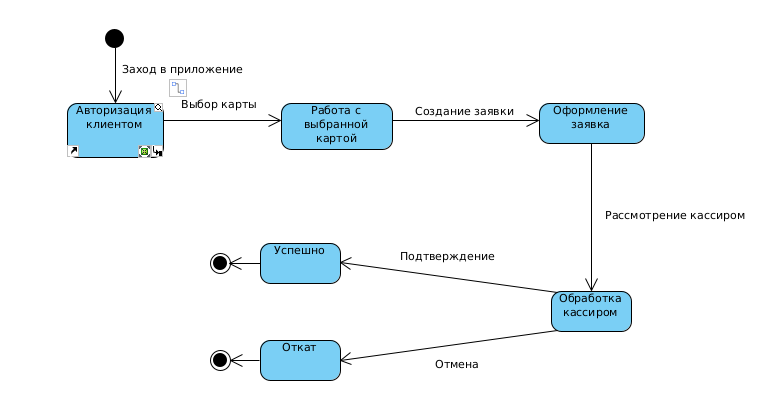 Заход в приложение
Авторизация
клиентом
Выбор карты
Работа с
выбранной
картой
Создание заявки
Оформление
заявка
Рассмотрение кассиром
Успешно
Подтверждение
Обработка
кассиром
Откат
Отмена